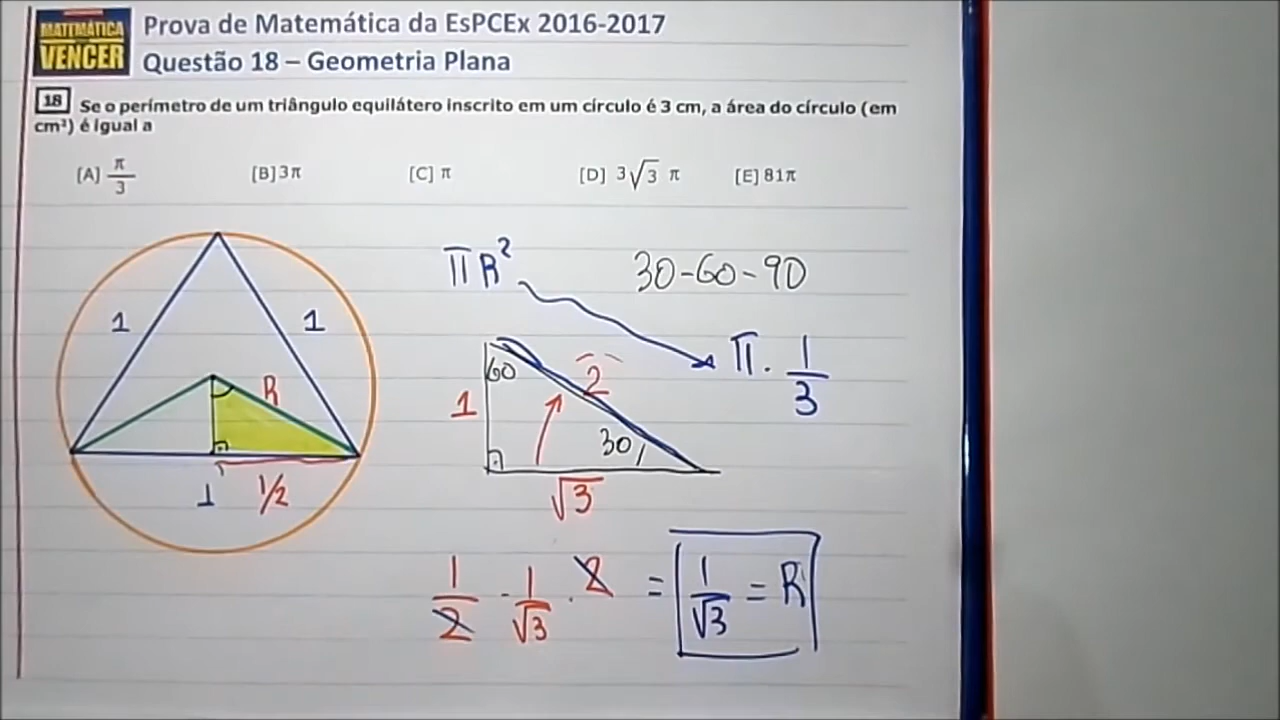 MATEMÁTICA
VENCER
Prova de Matemática da EsPCEx 2016-2017
Questão 18 – Geometria Plana
18 Se o perímetro de um triângulo equilátero inscrito em um círculo é 3 cm, a área do círculo (em
cm²) é igual a
[A] π/3 [B] 3π [C] π [D] 3√3 π [E] 81π
πR² 30-60-90
1 1
π · 1/3
60 2
R 1
30
1 1/2 √3
1/2 · 1/√3 · 2 = 1/√3 = R